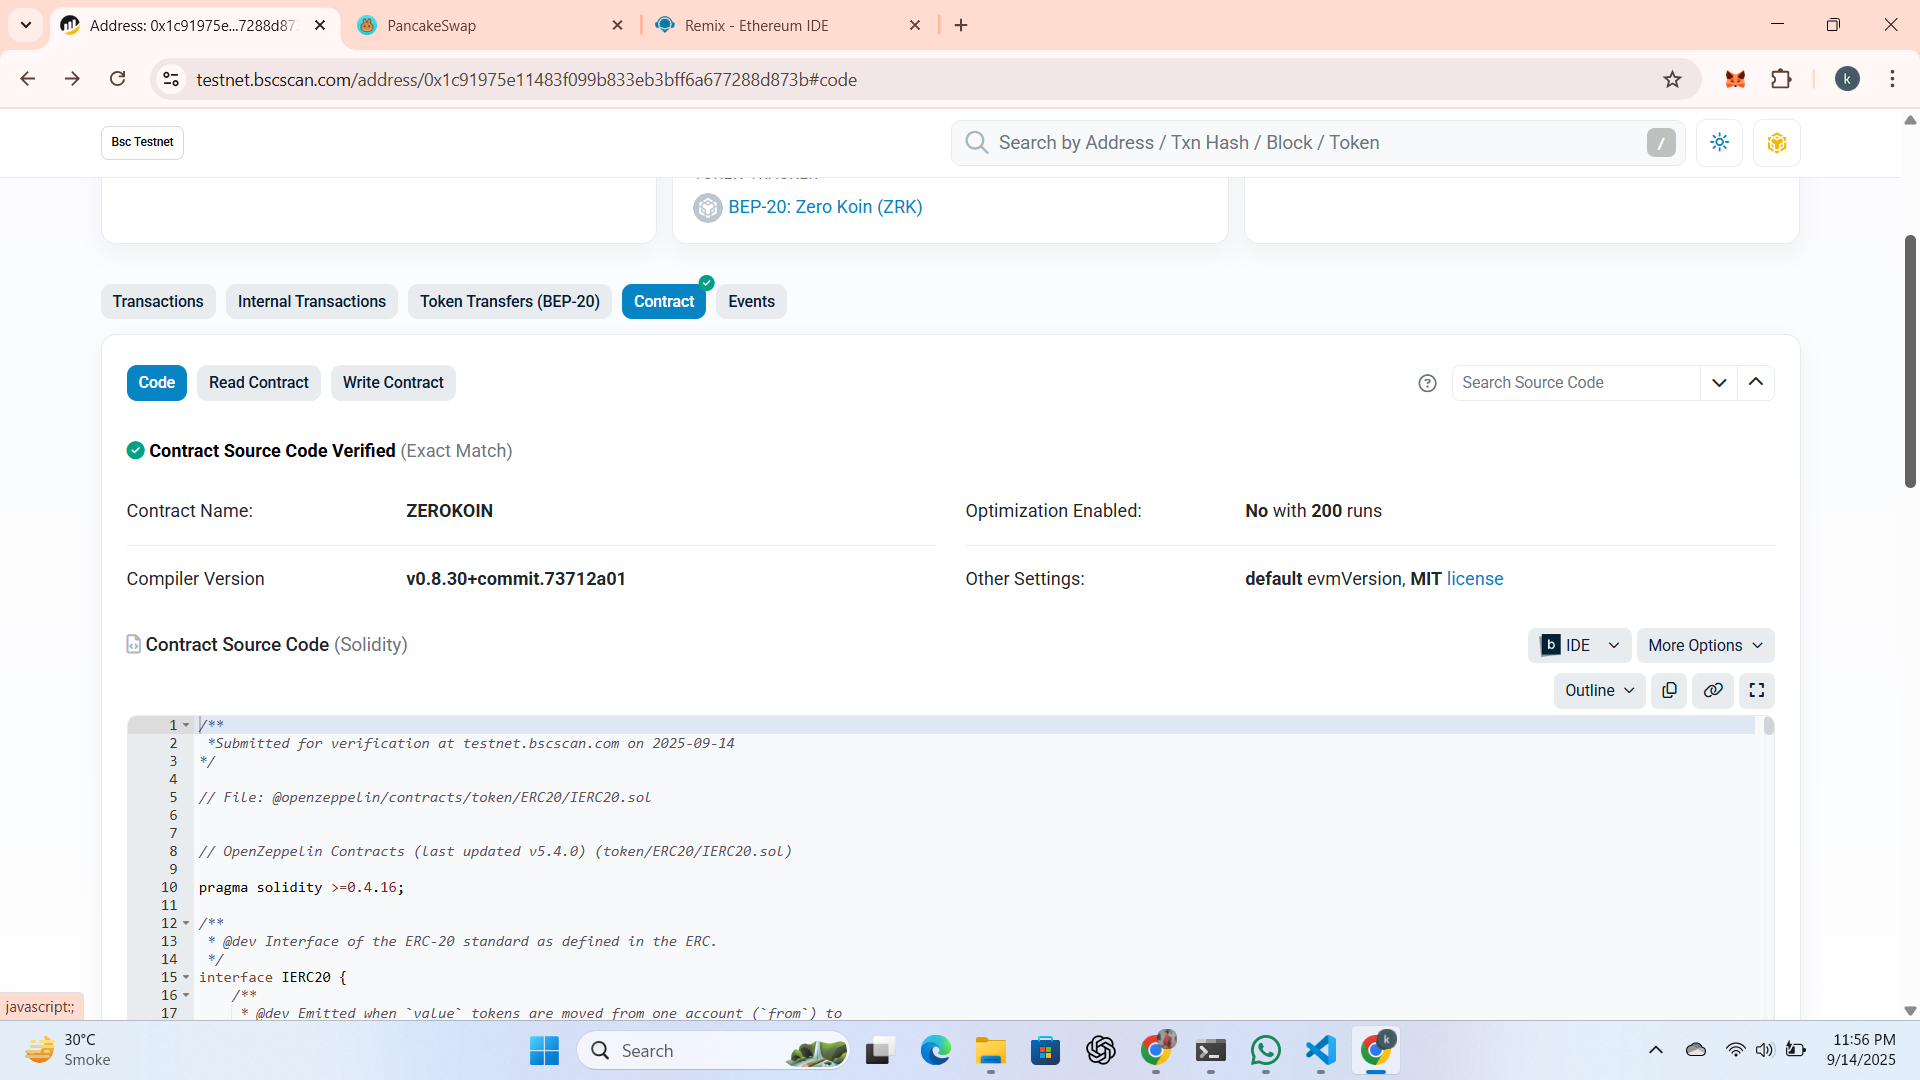 Address: 0x1c91975e...7288d87
PancakeSwap
Remix - Ethereum IDE
testnet.bscscan.com/address/0x1c91975e11483f099b833eb3bff6a677288d873b#code
k
Bsc Testnet
Search by Address / Txn Hash / Block / Token
/
BEP-20: Zero Koin (ZRK)
Transactions
Internal Transactions
Token Transfers (BEP-20)
Contract
Events
Code
Read Contract
Write Contract
Search Source Code
Contract Source Code Verified (Exact Match)
Contract Name:
ZEROKOIN
Optimization Enabled:
No with 200 runs
Compiler Version
v0.8.30+commit.73712a01
Other Settings:
default evmVersion, MIT license
Contract Source Code (Solidity)
b IDE
More Options
Outline
1 /**
2 *Submitted for verification at testnet.bscscan.com on 2025-09-14
3 */
4
5 // File: @openzeppelin/contracts/token/ERC20/IERC20.sol
6
7
8 // OpenZeppelin Contracts (last updated v5.4.0) (token/ERC20/IERC20.sol)
9
10 pragma solidity >=0.4.16;
11
12 /**
13 * @dev Interface of the ERC-20 standard as defined in the ERC.
14 */
15 interface IERC20 {
16 /**
17 * @dev Emitted when `value` tokens are moved from one account (`from`) to
javascript:;
30°C
Smoke
Search
k
11:56 PM
9/14/2025